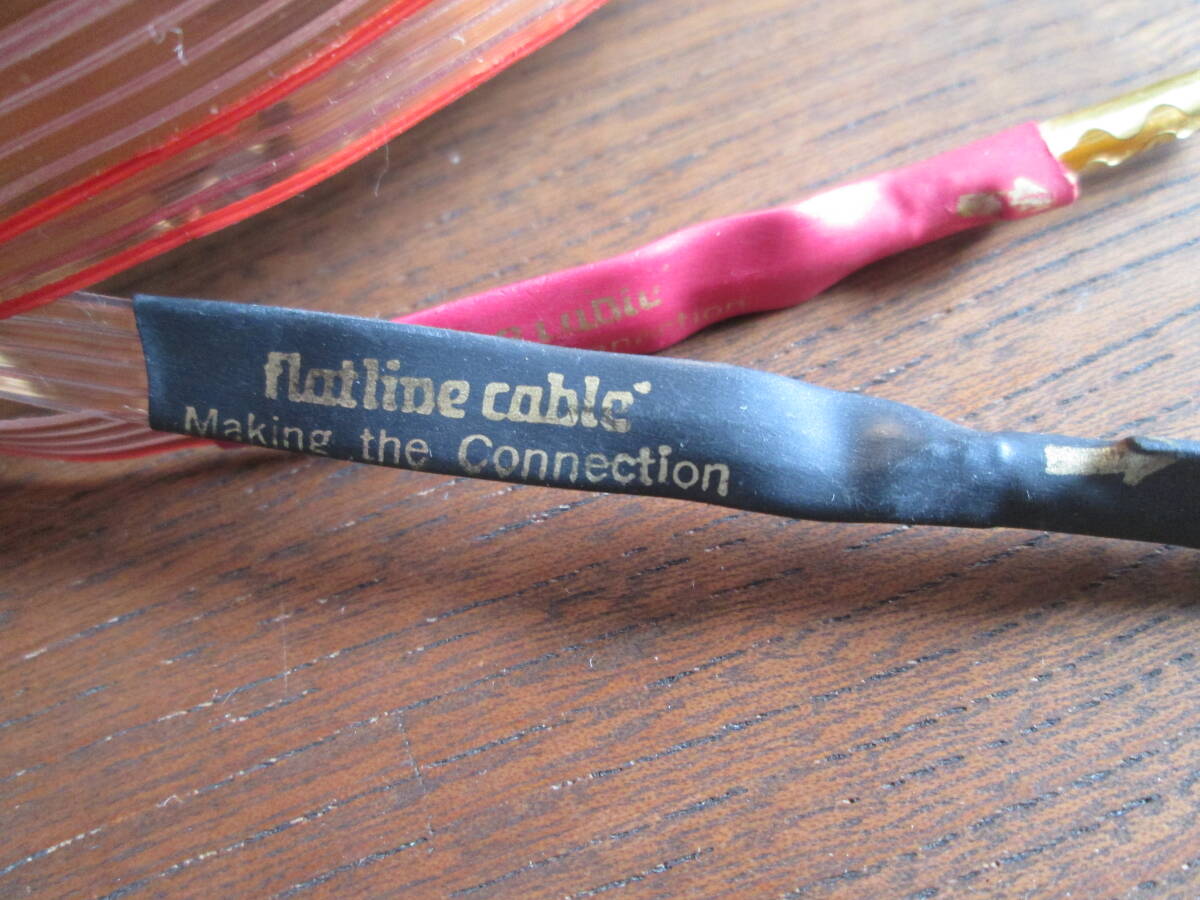 flatline cable
Making the Connection